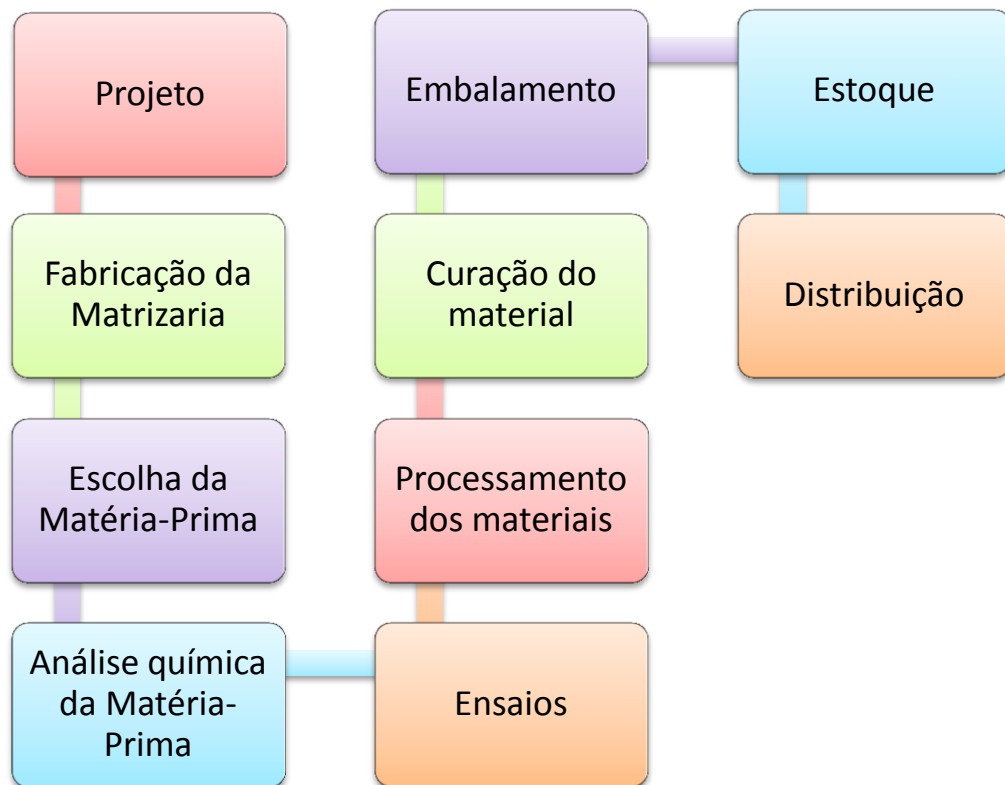 Projeto
Fabricação da
Matrizaria
Escolha da
Matéria-Prima
Análise química
da Matéria-
Prima
Ensaios
Processamento
dos materiais
Curação do
material
Embalamento
Estoque
Distribuição